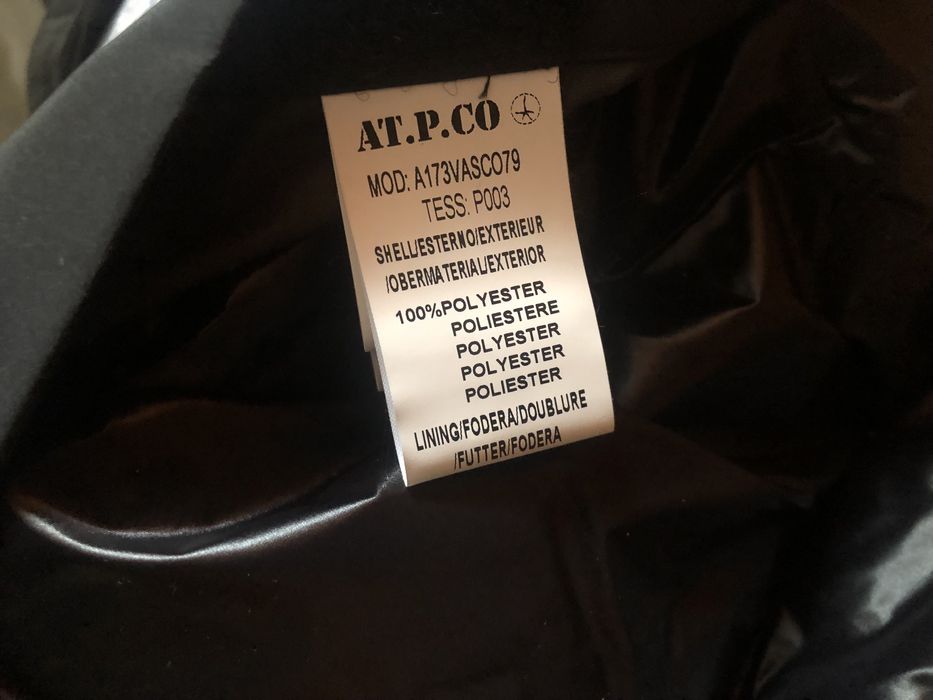 AT.P.CO
MOD: A173VASCO79
TESS: P003
SHELL/ESTERNO/EXTERIEUR
/OBERMATERIAL/EXTERIOR
100%POLYESTER
POLIESTERE
POLYESTER
POLYESTER
POLIESTER
LINING/FODERA/DOUBLURE
/FUTTER/FODERA